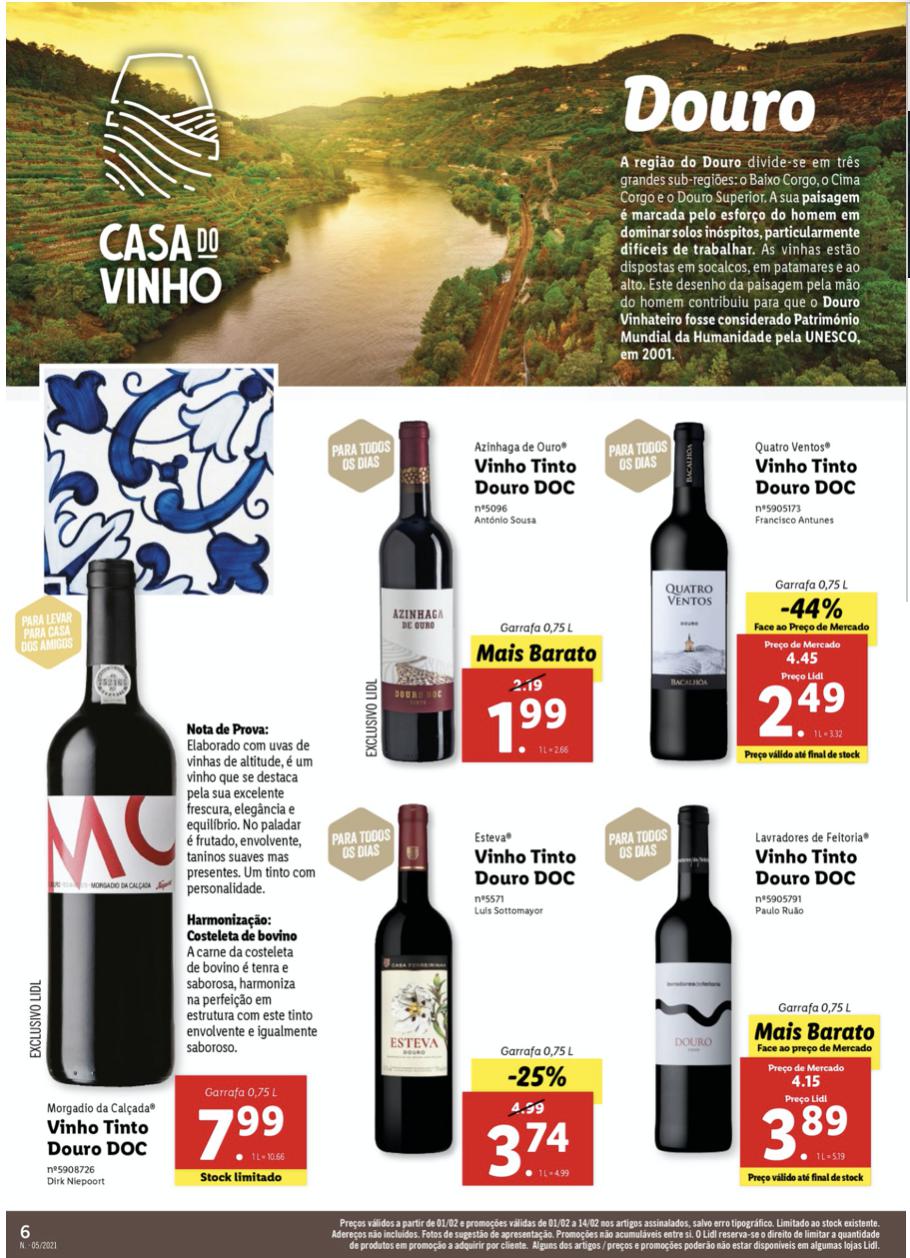 CASA DO
VINHO
Douro
A região do Douro divide-se em três
grandes sub-regiões: o Baixo Corgo, o Cima
Corgo e o Douro Superior. A sua paisagem
é marcada pelo esforço do homem em
dominar solos inóspitos, particularmente
difíceis de trabalhar. As vinhas estão
dispostas em socalcos, em patamares e ao
alto. Este desenho da paisagem pela mão
do homem contribuiu para que o Douro
Vinhateiro fosse considerado Património
Mundial da Humanidade pela UNESCO,
em 2001.
PARA TODOS
OS DIAS
AZINHAGA
DE OURO
DOURO DOC
TINTO
EXCLUSIVO LIDL
Azinhaga de Ouro®
Vinho Tinto
Douro DOC
nº5096
António Sousa
Garrafa 0,75 L
Mais Barato
2.19
1.99
1 L = 2.66
PARA TODOS
OS DIAS
BACALHÔA
QUATRO
VENTOS
DOURO
BACALHÔA
Quatro Ventos®
Vinho Tinto
Douro DOC
nº5905173
Francisco Antunes
Garrafa 0,75 L
-44%
Face ao Preço de Mercado
Preço de Mercado
4.45
Preço Lidl
2.49
1 L = 3.32
Preço válido até final de stock
PARA LEVAR
PARA CASA
DOS AMIGOS
MC
MORGADIO DA CALÇADA
Niepoort
EXCLUSIVO LIDL
Nota de Prova:
Elaborado com uvas de
vinhas de altitude, é um
vinho que se destaca
pela sua excelente
frescura, elegância e
equilíbrio. No paladar
é frutado, envolvente,
taninos suaves mas
presentes. Um tinto com
personalidade.
Harmonização:
Costeleta de bovino
A carne da costeleta
de bovino é tenra e
saborosa, harmoniza
na perfeição em
estrutura com este tinto
envolvente e igualmente
saboroso.
Morgadio da Calçada®
Vinho Tinto
Douro DOC
nº5908726
Dirk Niepoort
Garrafa 0,75 L
7.99
1 L = 10.66
Stock limitado
PARA TODOS
OS DIAS
CASA FERREIRINHA
ESTEVA
DOURO
Esteva®
Vinho Tinto
Douro DOC
nº5571
Luís Sottomayor
Garrafa 0,75 L
-25%
4.99
3.74
1 L = 4.99
PARA TODOS
OS DIAS
lavradores de feitoria
DOURO
Lavradores de Feitoria®
Vinho Tinto
Douro DOC
nº5905791
Paulo Ruão
Garrafa 0,75 L
Mais Barato
Face ao preço de Mercado
Preço de Mercado
4.15
Preço Lidl
3.89
1 L = 5.19
Preço válido até final de stock
6
N. - 05/2021
Preços válidos a partir de 01/02 e promoções válidas de 01/02 a 14/02 nos artigos assinalados, salvo erro tipográfico. Limitado ao stock existente.
Adereços não incluídos. Fotos de sugestão de apresentação. Promoções não acumuláveis entre si. O Lidl reserva-se o direito de limitar a quantidade
de produtos em promoção a adquirir por cliente. Alguns dos artigos / preços e promoções poderão não estar disponíveis em algumas lojas Lidl.